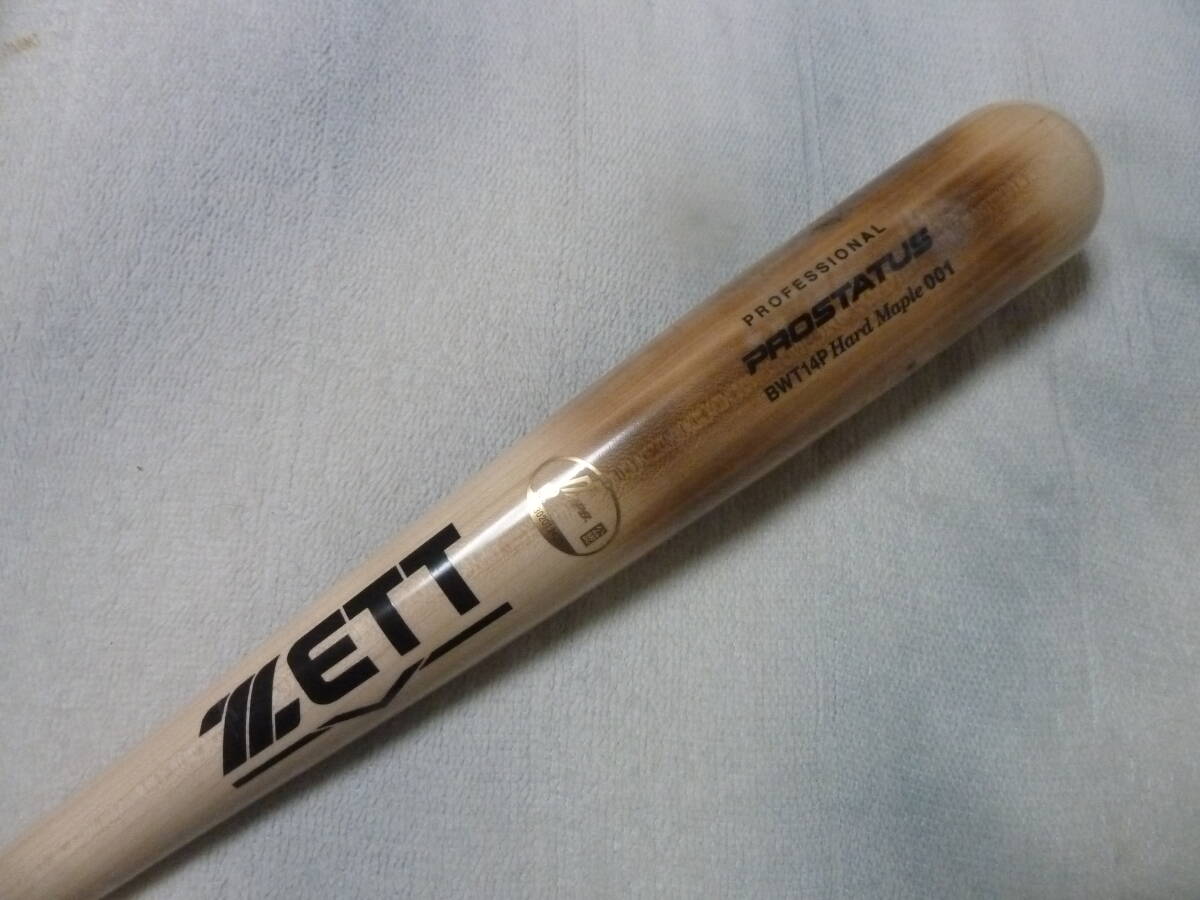 PROFESSIONAL
PROSTATUS
BWT14P Hard Maple 001
ZETT